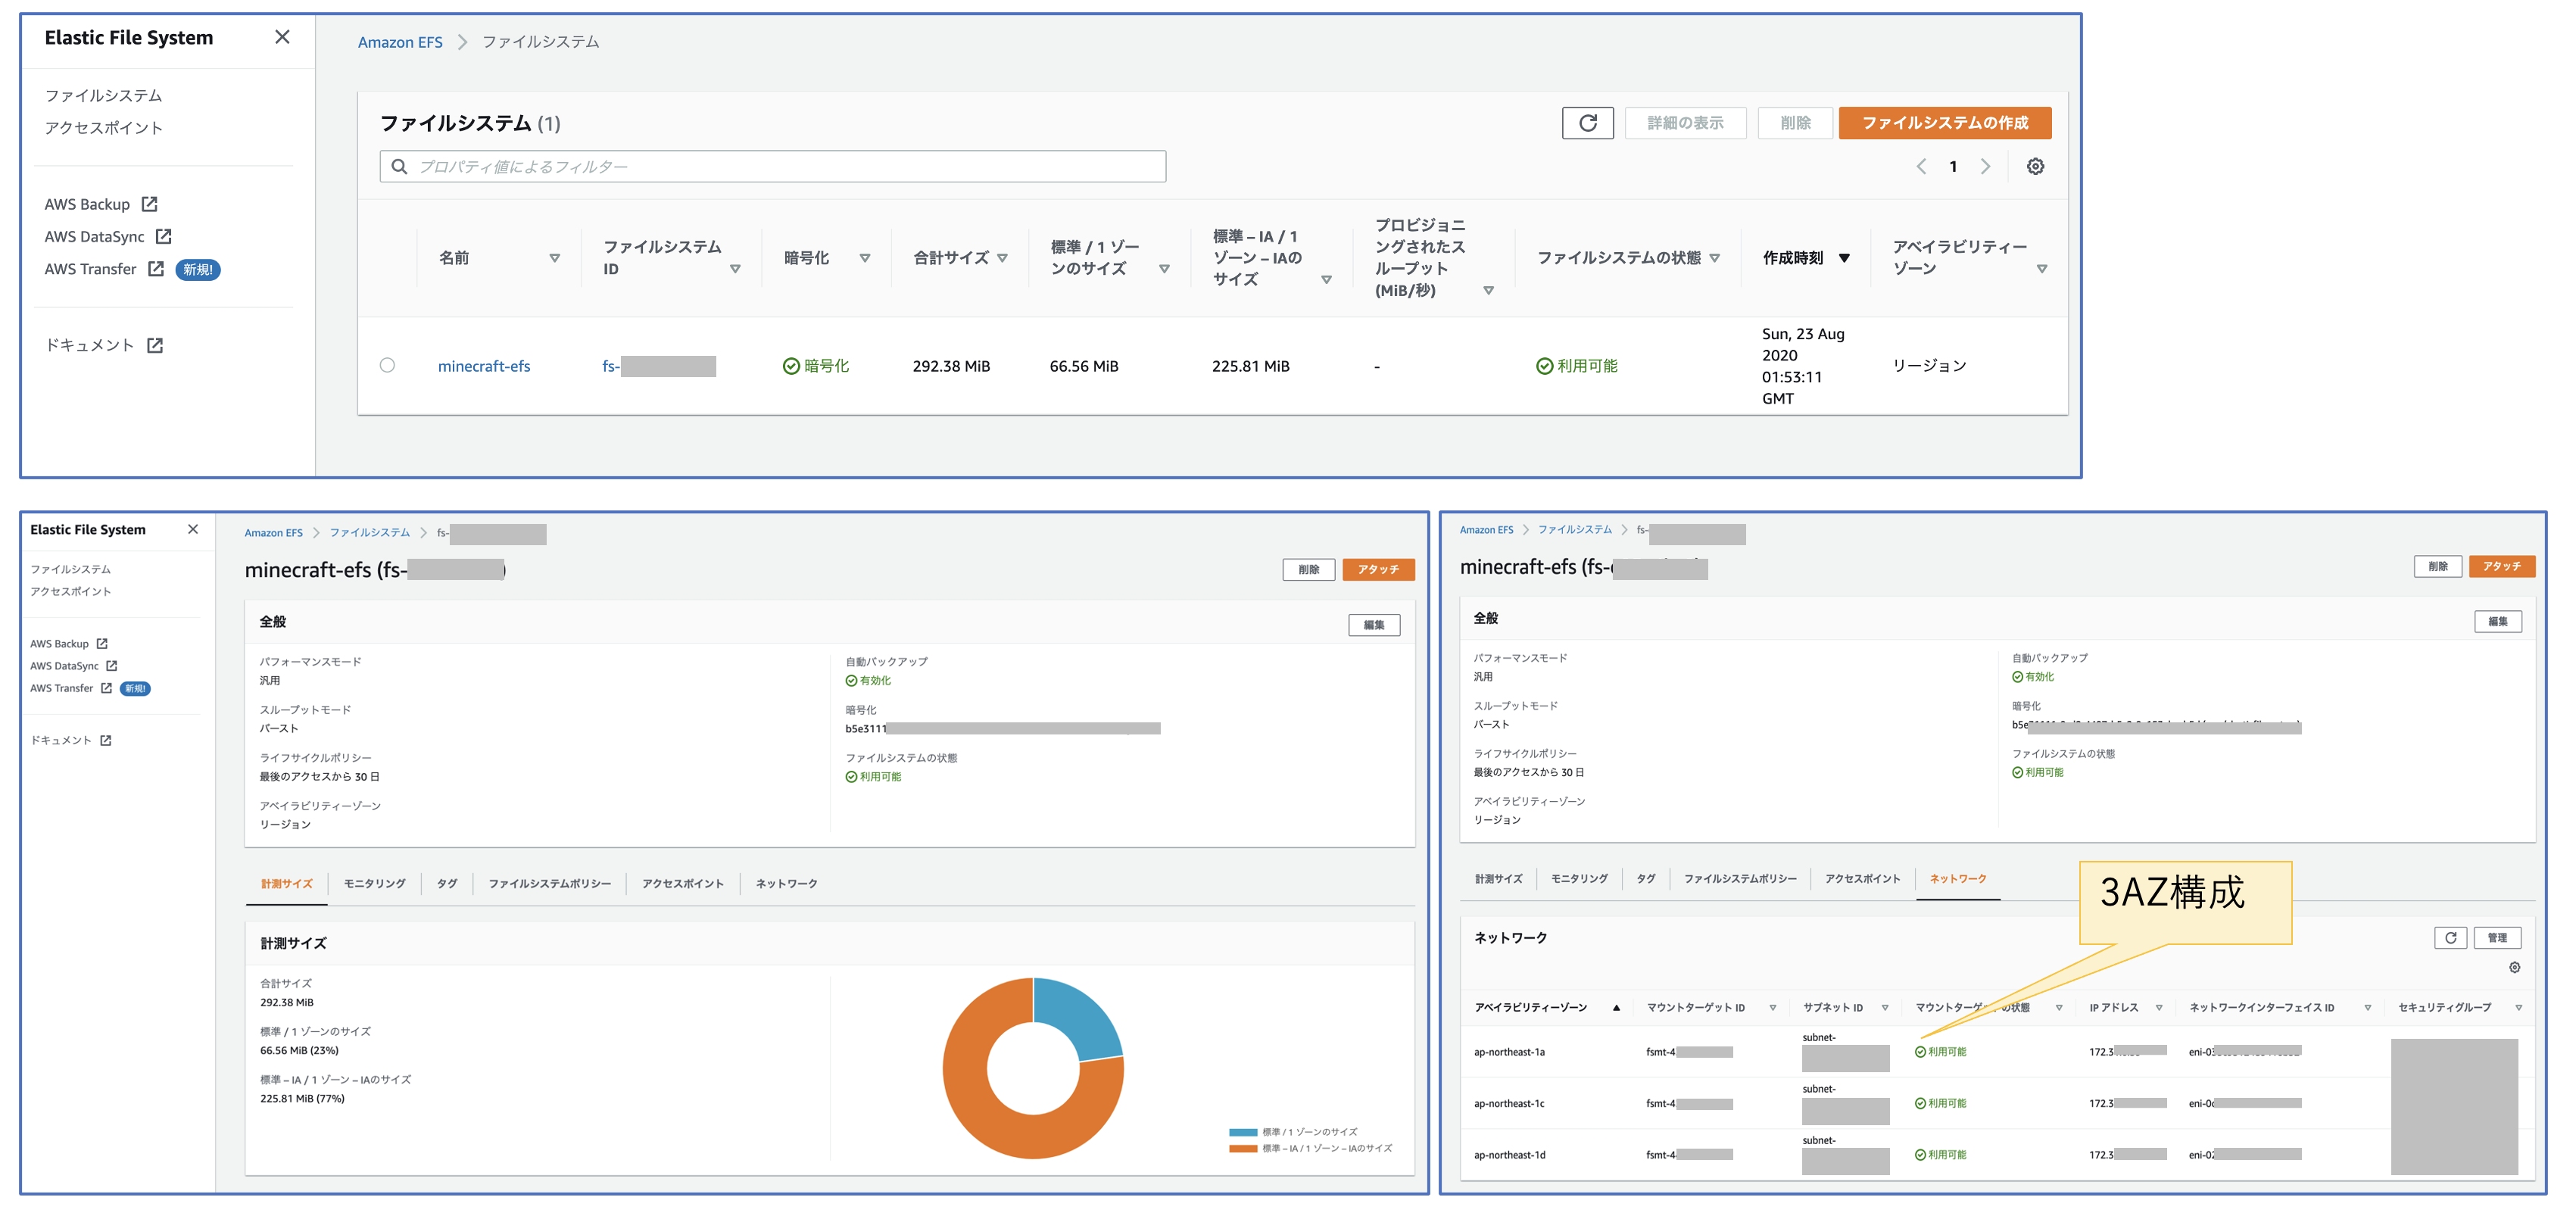 Elastic File System
ファイルシステム
アクセスポイント
AWS Backup
AWS DataSync
AWS Transfer 新規!
ドキュメント
Amazon EFS > ファイルシステム
ファイルシステム (1)
詳細の表示 削除 ファイルシステムの作成
プロパティ値によるフィルター
1
名前 ファイルシステム ID 暗号化 合計サイズ 標準 / 1 ゾーンのサイズ 標準 – IA / 1 ゾーン – IAのサイズ プロビジョニングされたスループット (MiB/秒) ファイルシステムの状態 作成時刻 アベイラビリティーゾーン
minecraft-efs fs- 暗号化 292.38 MiB 66.56 MiB 225.81 MiB - 利用可能 Sun, 23 Aug 2020 01:53:11 GMT リージョン
Elastic File System
ファイルシステム
アクセスポイント
AWS Backup
AWS DataSync
AWS Transfer 新規!
ドキュメント
Amazon EFS > ファイルシステム > fs-
minecraft-efs (fs- )
削除 アタッチ
全般
編集
パフォーマンスモード
汎用
スループットモード
バースト
ライフサイクルポリシー
最後のアクセスから 30 日
アベイラビリティーゾーン
リージョン
自動バックアップ
有効化
暗号化
b5e3111
ファイルシステムの状態
利用可能
計測サイズ モニタリング タグ ファイルシステムポリシー アクセスポイント ネットワーク
計測サイズ
合計サイズ
292.38 MiB
標準 / 1 ゾーンのサイズ
66.56 MiB (23%)
標準 – IA / 1 ゾーン – IAのサイズ
225.81 MiB (77%)
標準 / 1 ゾーンのサイズ
標準 – IA / 1 ゾーン – IAのサイズ
Amazon EFS > ファイルシステム > fs-
minecraft-efs (fs-
削除 アタッチ
全般
編集
パフォーマンスモード
汎用
スループットモード
バースト
ライフサイクルポリシー
最後のアクセスから 30 日
アベイラビリティーゾーン
リージョン
自動バックアップ
有効化
暗号化
b5e
ファイルシステムの状態
利用可能
計測サイズ モニタリング タグ ファイルシステムポリシー アクセスポイント ネットワーク
3AZ構成
ネットワーク
管理
アベイラビリティーゾーン マウントターゲット ID サブネット ID マウントターゲットの状態 IP アドレス ネットワークインターフェイス ID セキュリティグループ
ap-northeast-1a fsmt-4 subnet- 利用可能 172.3 eni-0
ap-northeast-1c fsmt-4 subnet- 利用可能 172.3 eni-0
ap-northeast-1d fsmt-4 subnet- 利用可能 172.3 eni-02